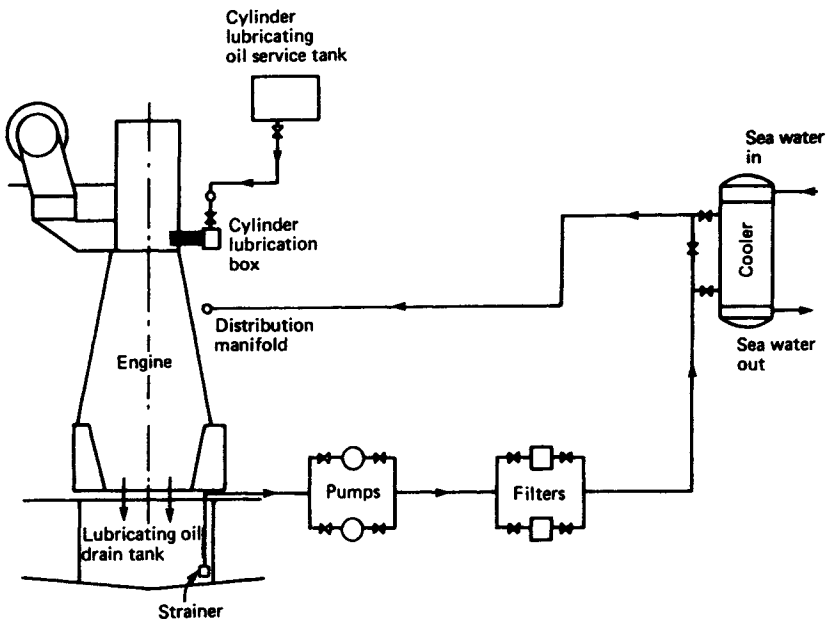 Cylinder
lubricating
oil service tank
Sea water
in
Cylinder
lubrication
box
Cooler
Distribution
manifold
Engine
Sea water
out
Pumps
Filters
Lubricating oil
drain tank
Strainer